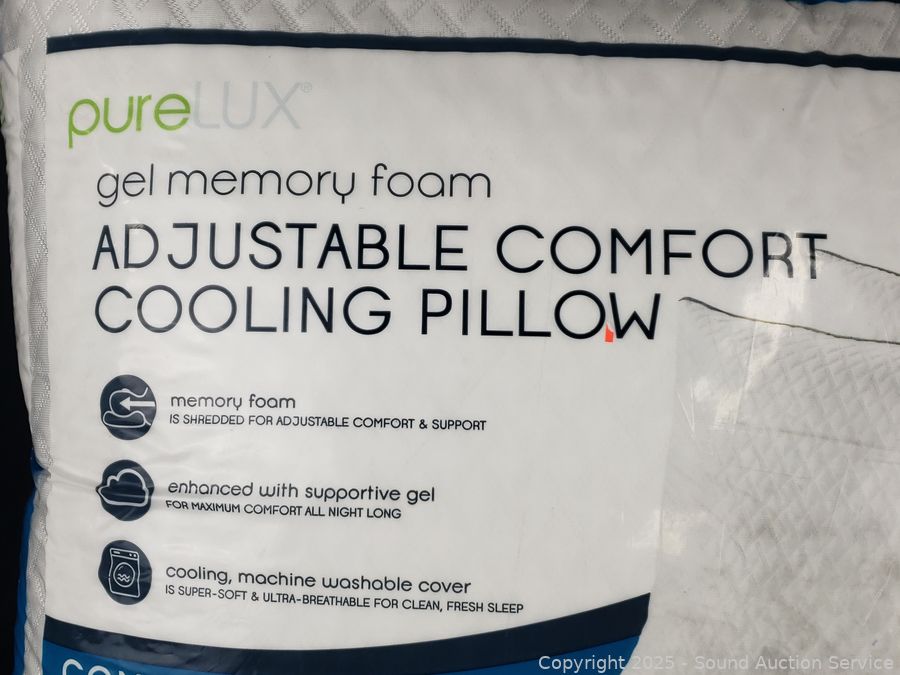 pureLUX®
gel memory foam
ADJUSTABLE COMFORT
COOLING PILLOW
memory foam
IS SHREDDED FOR ADJUSTABLE COMFORT & SUPPORT
enhanced with supportive gel
FOR MAXIMUM COMFORT ALL NIGHT LONG
cooling, machine washable cover
IS SUPER-SOFT & ULTRA-BREATHABLE FOR CLEAN, FRESH SLEEP
Copyright 2025 - Sound Auction Service